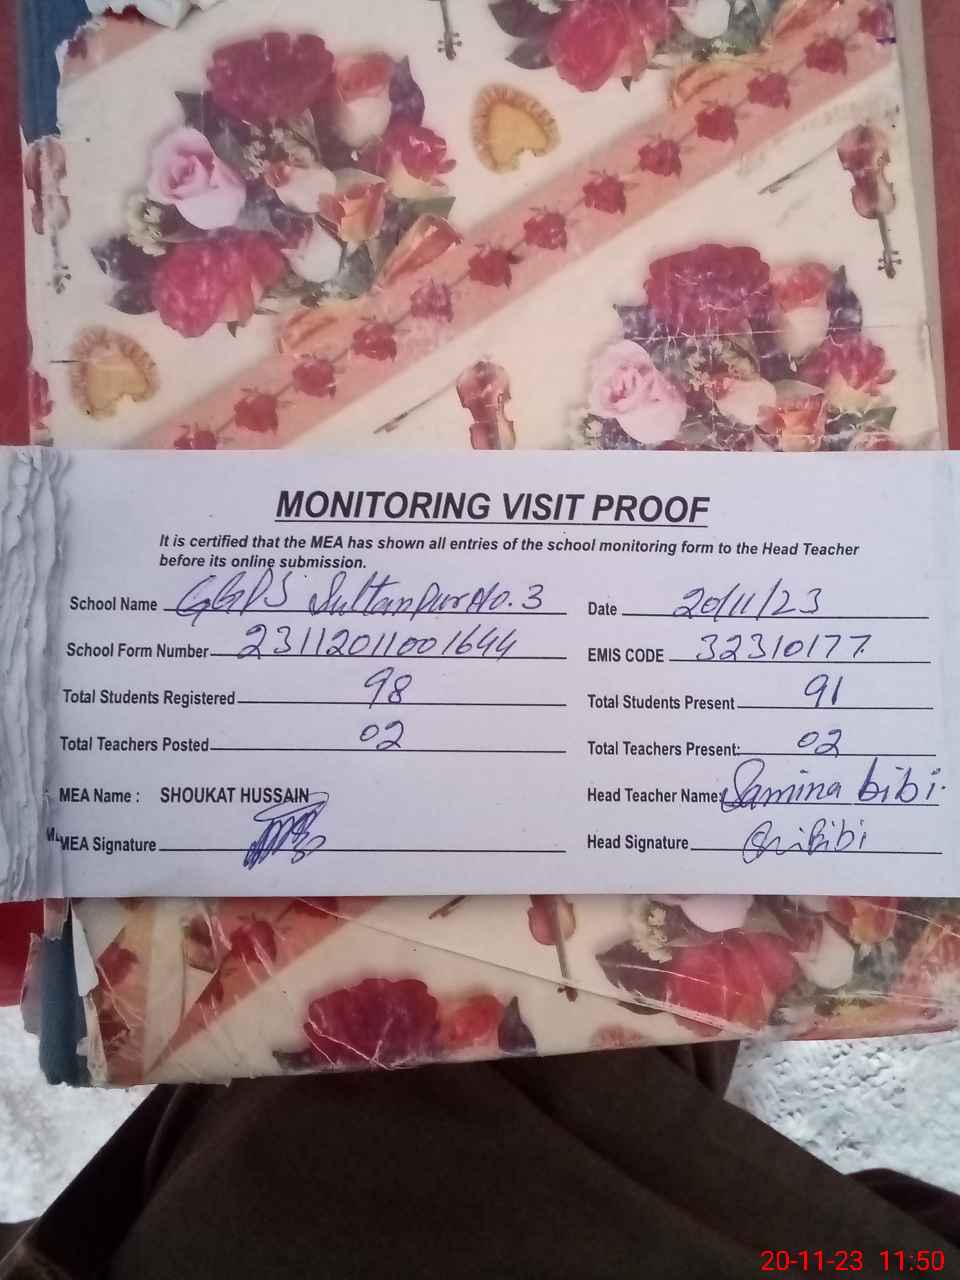 MONITORING VISIT PROOF
It is certified that the MEA has shown all entries of the school monitoring form to the Head Teacher
before its online submission.
School Name GGPS Sultanpur No. 3 Date 20/11/23
School Form Number 23112011001644 EMIS CODE 32310177
Total Students Registered 98 Total Students Present 91
Total Teachers Posted 02 Total Teachers Present: 02
MEA Name : SHOUKAT HUSSAIN Head Teacher Name: Samina bibi.
MEA Signature Head Signature
20-11-23 11:50